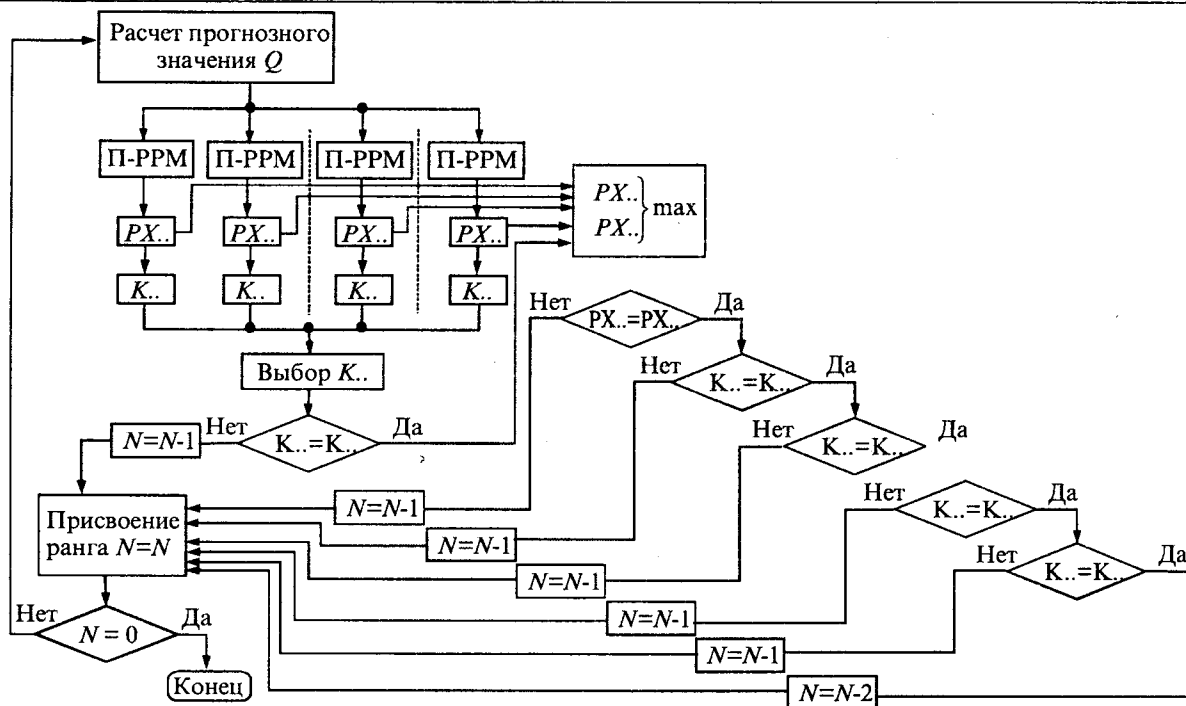 Расчет прогнозного
значения Q
П-РРМ П-РРМ П-РРМ П-РРМ
PX.. PX.. PX.. PX..
PX..
PX..
max
K.. K.. K.. K..
Нет PX..=PX.. Да
Выбор K..
Нет K..=K.. Да
Нет K..=K.. Да
N=N-1 Нет K..=K.. Да
Нет K..=K.. Да
Присвоение
ранга N=N
N=N-1
N=N-1
Нет K..=K.. Да
N=N-1
N=N-1
N=N-1
N=N-2
Нет N = 0 Да
Конец